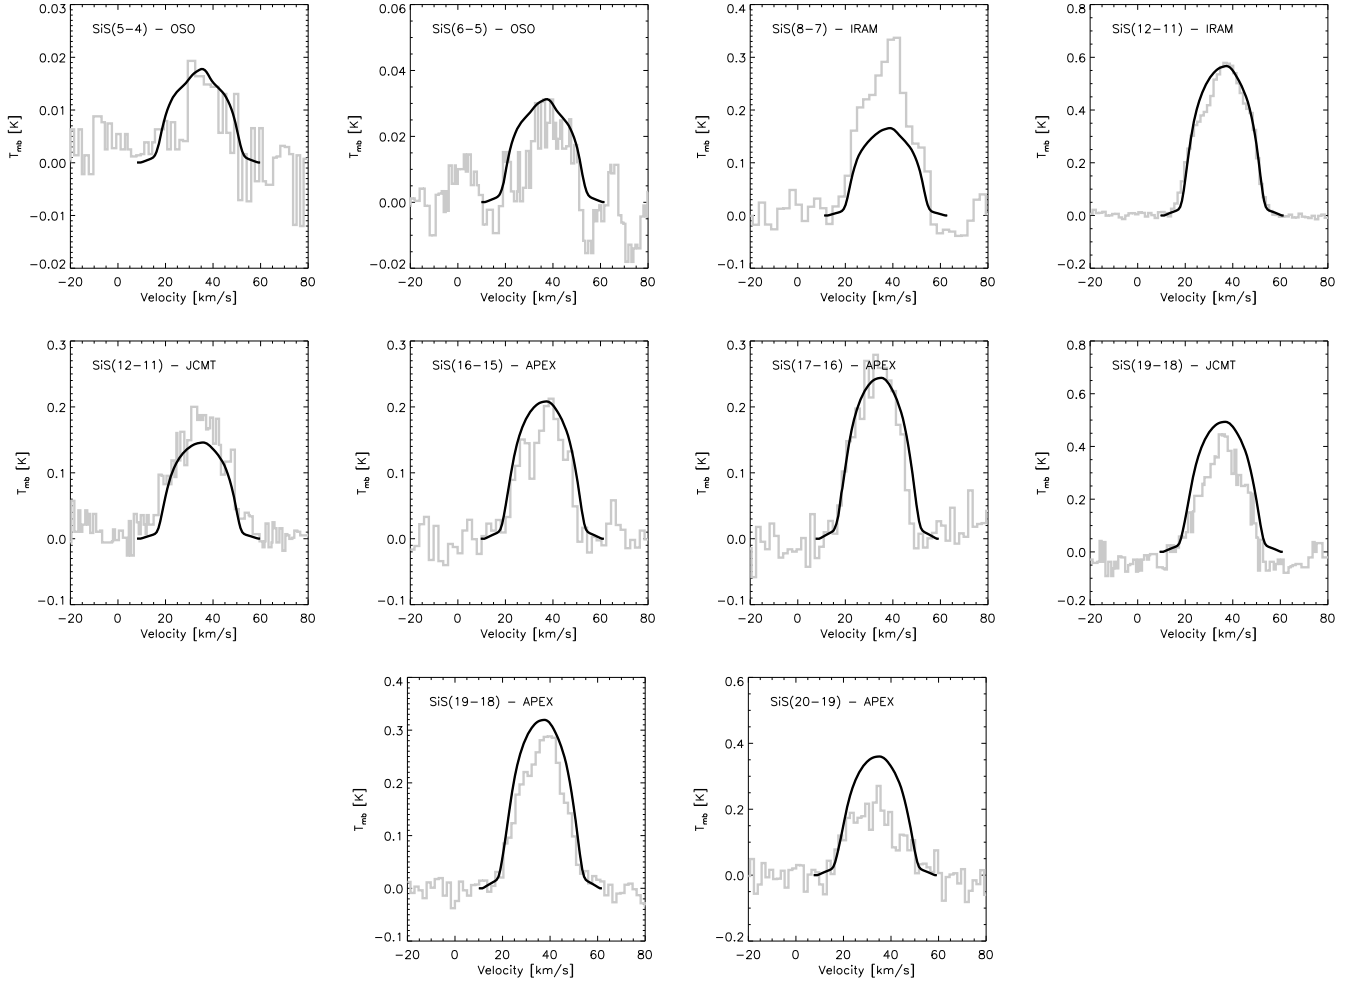 SiS(5−4) − OSO
0.03
0.02
0.01
0.00
−0.01
−0.02
T_mb [K]
−20 0 20 40 60 80
Velocity [km/s]
SiS(6−5) − OSO
0.06
0.04
0.02
0.00
−0.02
T_mb [K]
−20 0 20 40 60 80
Velocity [km/s]
SiS(8−7) − IRAM
0.4
0.3
0.2
0.1
0.0
−0.1
T_mb [K]
−20 0 20 40 60 80
Velocity [km/s]
SiS(12−11) − IRAM
0.8
0.6
0.4
0.2
0.0
−0.2
T_mb [K]
−20 0 20 40 60 80
Velocity [km/s]
SiS(12−11) − JCMT
0.3
0.2
0.1
0.0
−0.1
T_mb [K]
−20 0 20 40 60 80
Velocity [km/s]
SiS(16−15) − APEX
0.3
0.2
0.1
0.0
−0.1
T_mb [K]
−20 0 20 40 60 80
Velocity [km/s]
SiS(17−16) − APEX
0.3
0.2
0.1
0.0
−0.1
T_mb [K]
−20 0 20 40 60 80
Velocity [km/s]
SiS(19−18) − JCMT
0.8
0.6
0.4
0.2
0.0
−0.2
T_mb [K]
−20 0 20 40 60 80
Velocity [km/s]
SiS(19−18) − APEX
0.4
0.3
0.2
0.1
0.0
−0.1
T_mb [K]
−20 0 20 40 60 80
Velocity [km/s]
SiS(20−19) − APEX
0.6
0.4
0.2
0.0
−0.2
T_mb [K]
−20 0 20 40 60 80
Velocity [km/s]